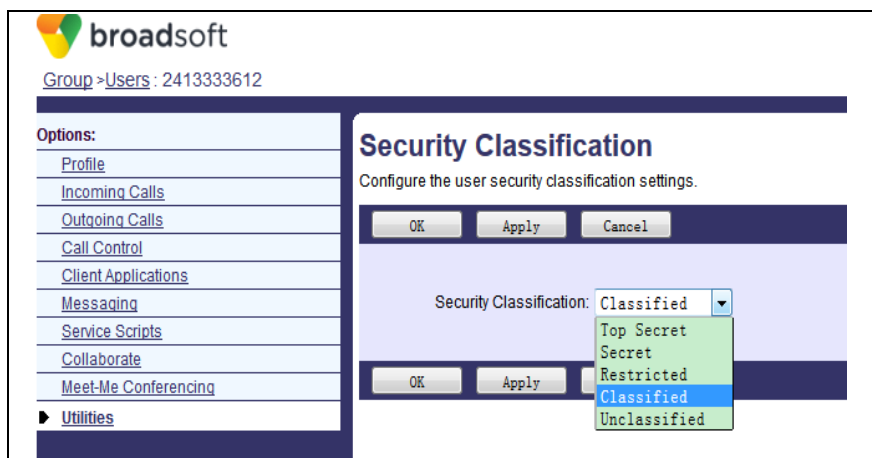 broadsoft
Group >Users : 2413333612
Options:
Profile
Incoming Calls
Outgoing Calls
Call Control
Client Applications
Messaging
Service Scripts
Collaborate
Meet-Me Conferencing
Utilities
Security Classification
Configure the user security classification settings.
OK Apply Cancel
Security Classification: Classified
Top Secret
Secret
Restricted
Classified
Unclassified
OK Apply